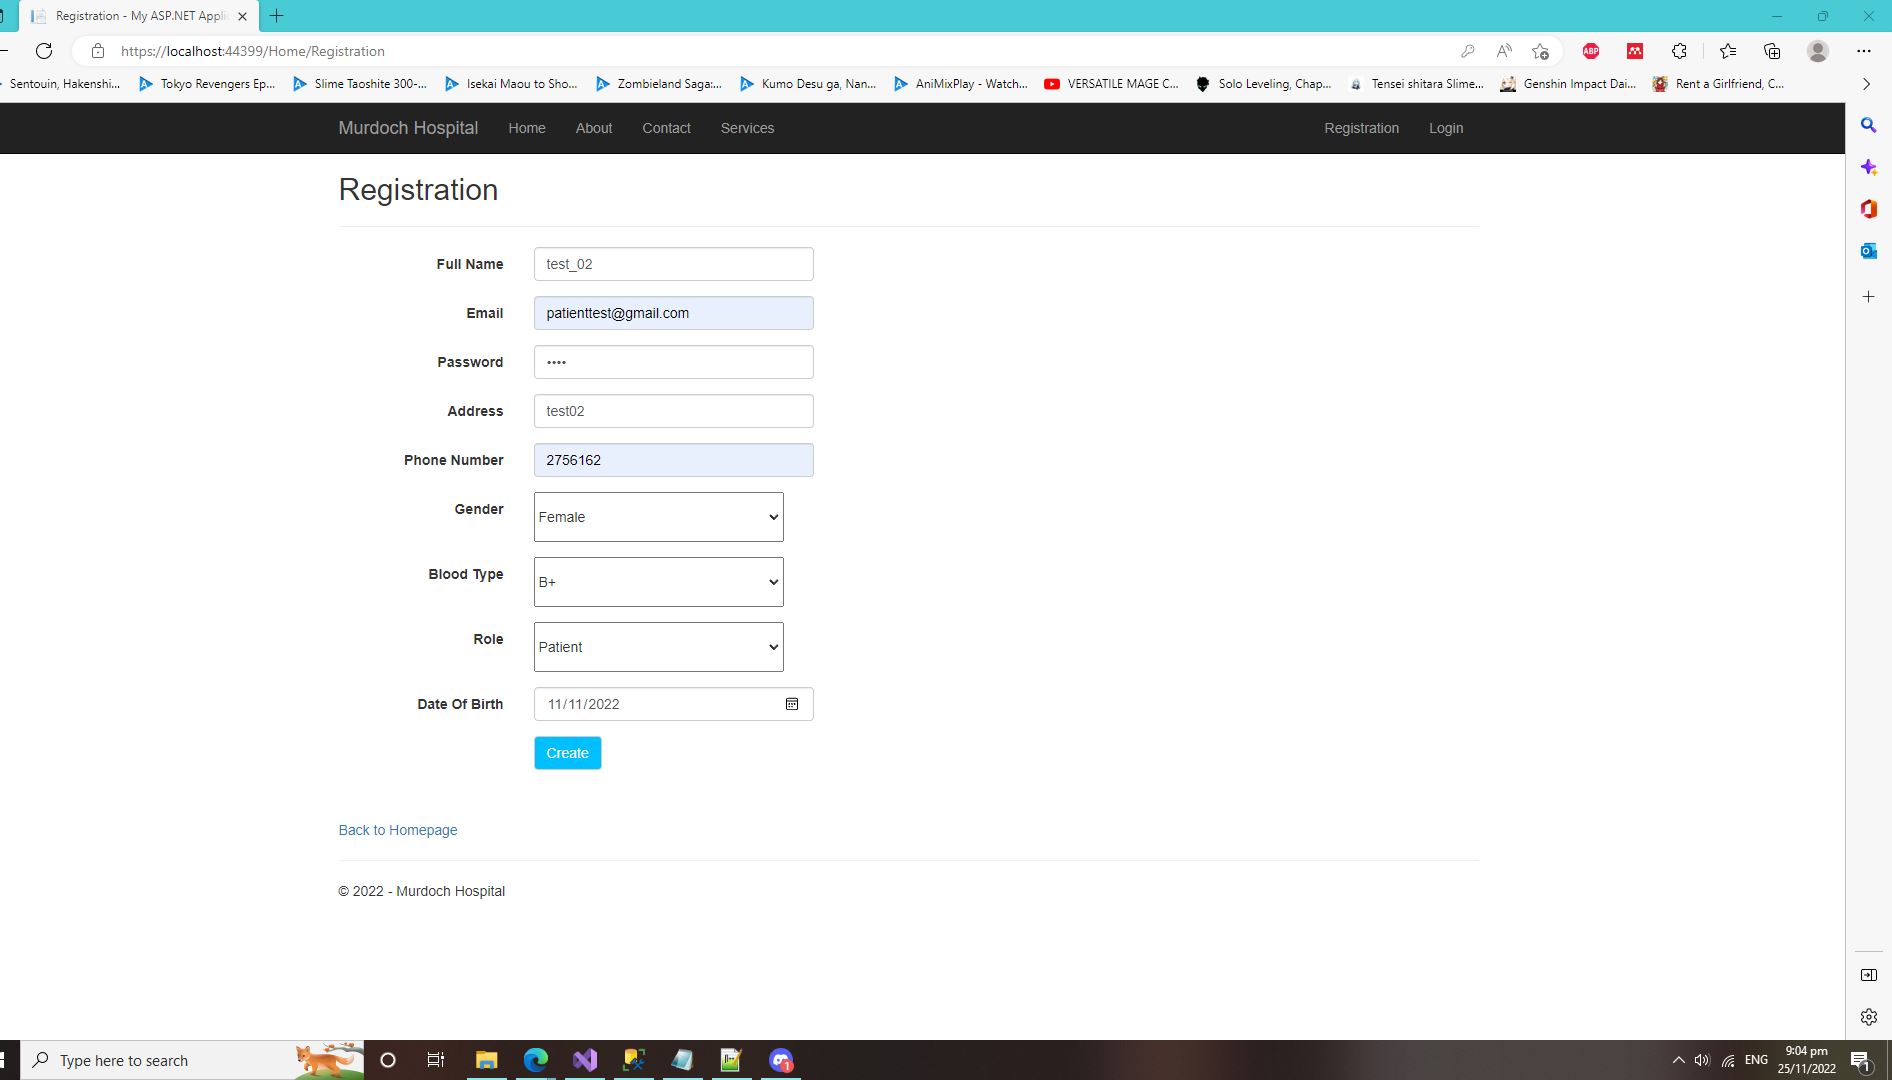 Registration - My ASP.NET Appli
https://localhost:44399/Home/Registration
ABP
Sentouin, Hakenshi...
Tokyo Revengers Ep...
Slime Taoshite 300-...
Isekai Maou to Sho...
Zombieland Saga:...
Kumo Desu ga, Nan...
AniMixPlay - Watch...
VERSATILE MAGE C...
Solo Leveling, Chap...
Tensei shitara Slime...
Genshin Impact Dai...
Rent a Girlfriend, C...
Murdoch Hospital Home About Contact Services Registration Login
Registration
Full Name test_02
Email patienttest@gmail.com
Password ••••
Address test02
Phone Number 2756162
Gender Female
Blood Type B+
Role Patient
Date Of Birth 11/11/2022
Create
Back to Homepage
© 2022 - Murdoch Hospital
Type here to search
1
ENG
9:04 pm
25/11/2022
1